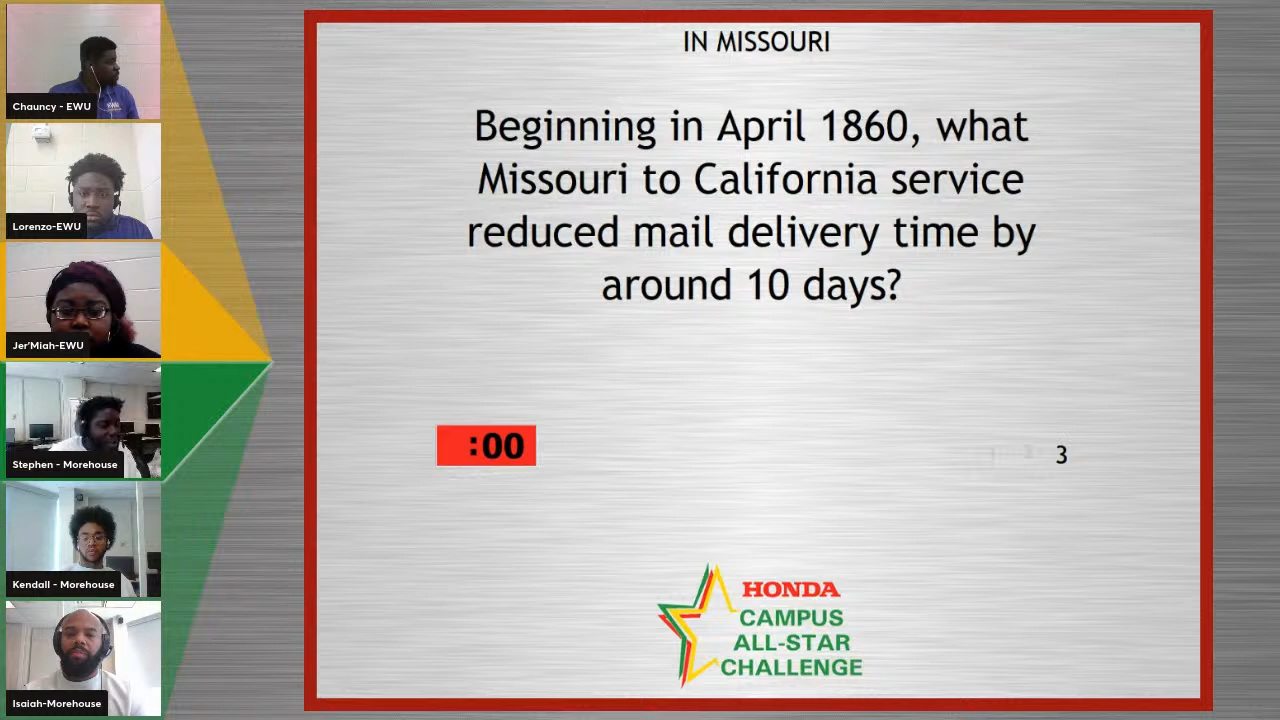 Chauncy - EWU
Lorenzo-EWU
Jer'Miah-EWU
Stephen - Morehouse
Kendall - Morehouse
Isaiah-Morehouse
IN MISSOURI
Beginning in April 1860, what
Missouri to California service
reduced mail delivery time by
around 10 days?
:00
3
HONDA
CAMPUS
ALL-STAR
CHALLENGE